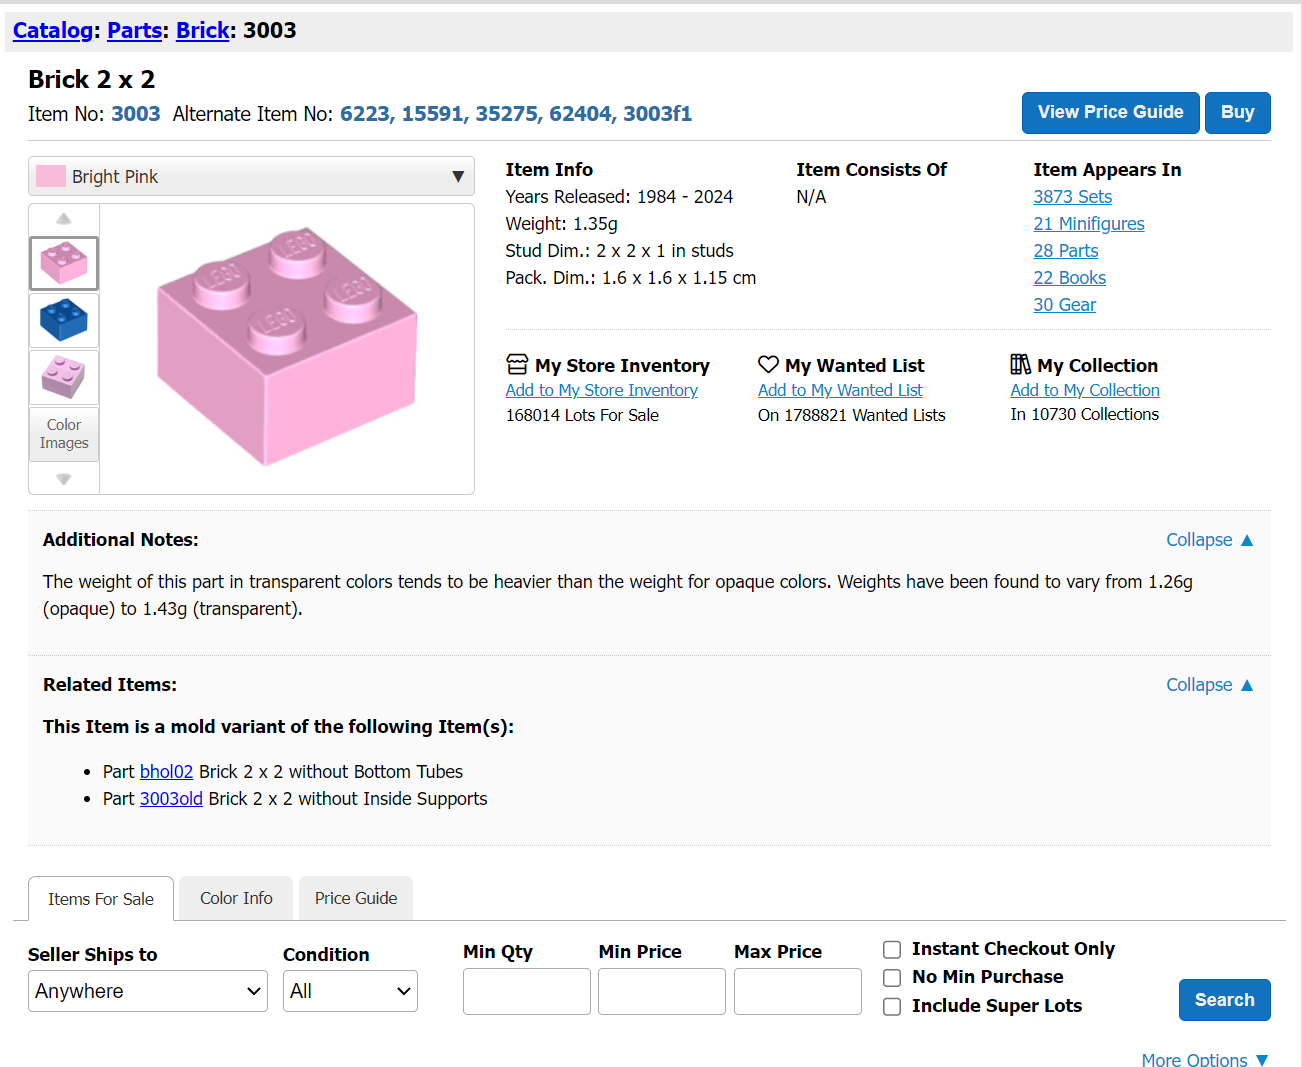 Catalog: Parts: Brick: 3003
Brick 2 x 2
Item No: 3003 Alternate Item No: 6223, 15591, 35275, 62404, 3003f1
View Price Guide
Buy
Bright Pink ▼
LEGO
LEGO
LEGO
LEGO
Color
Images
Item Info
Years Released: 1984 - 2024
Weight: 1.35g
Stud Dim.: 2 x 2 x 1 in studs
Pack. Dim.: 1.6 x 1.6 x 1.15 cm
Item Consists Of
N/A
Item Appears In
3873 Sets
21 Minifigures
28 Parts
22 Books
30 Gear
My Store Inventory
Add to My Store Inventory
168014 Lots For Sale
My Wanted List
Add to My Wanted List
On 1788821 Wanted Lists
My Collection
Add to My Collection
In 10730 Collections
Additional Notes:
Collapse ▲
The weight of this part in transparent colors tends to be heavier than the weight for opaque colors. Weights have been found to vary from 1.26g
(opaque) to 1.43g (transparent).
Related Items:
Collapse ▲
This Item is a mold variant of the following Item(s):
• Part bhol02 Brick 2 x 2 without Bottom Tubes
• Part 3003old Brick 2 x 2 without Inside Supports
Items For Sale
Color Info
Price Guide
Seller Ships to
Anywhere
Condition
All
Min Qty
Min Price
Max Price
Instant Checkout Only
No Min Purchase
Include Super Lots
Search
More Options ▼